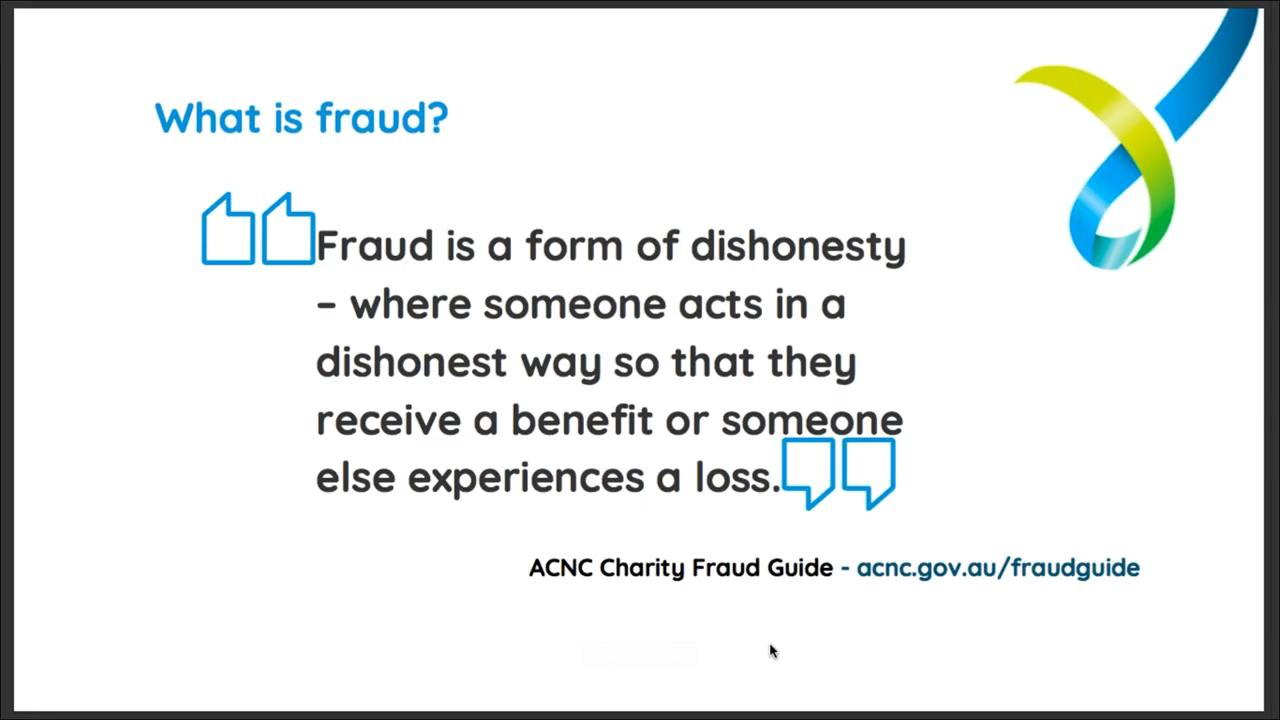 What is fraud?
Fraud is a form of dishonesty
– where someone acts in a
dishonest way so that they
receive a benefit or someone
else experiences a loss.
ACNC Charity Fraud Guide - acnc.gov.au/fraudguide